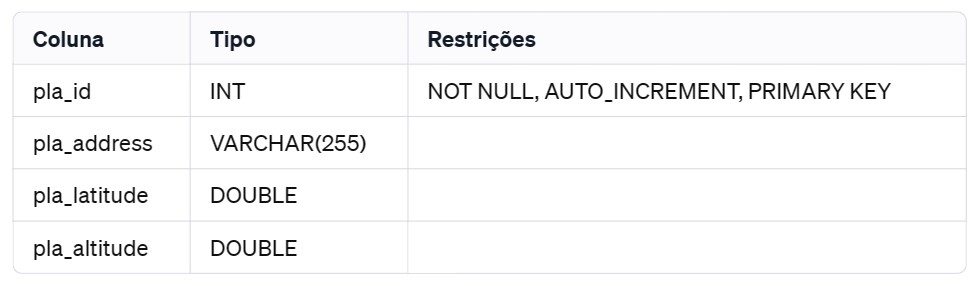 Coluna Tipo Restrições
pla_id INT NOT NULL, AUTO_INCREMENT, PRIMARY KEY
pla_address VARCHAR(255)
pla_latitude DOUBLE
pla_altitude DOUBLE